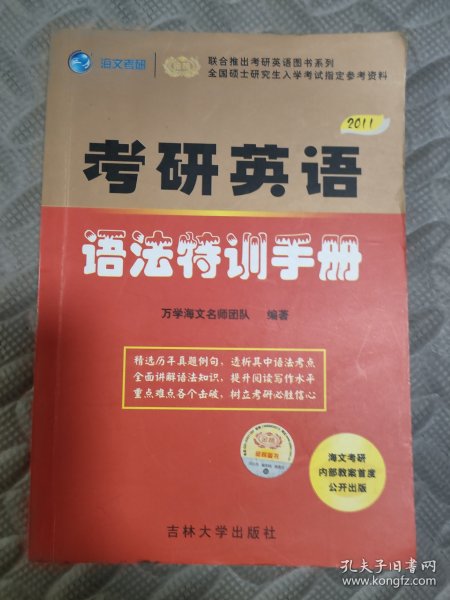 海文考研
金榜
联合推出考研英语图书系列
全国硕士研究生入学考试指定参考资料
2011
考研英语
语法特训手册
万学海文名师团队 编著
精选历年真题例句，透析其中语法考点
全面讲解语法知识，提升阅读写作水平
重点难点各个击破，树立考研必胜信心
金榜
海文考研
内部教案首度
公开出版
吉林大学出版社
孔夫子旧书网
www.kongfz.com